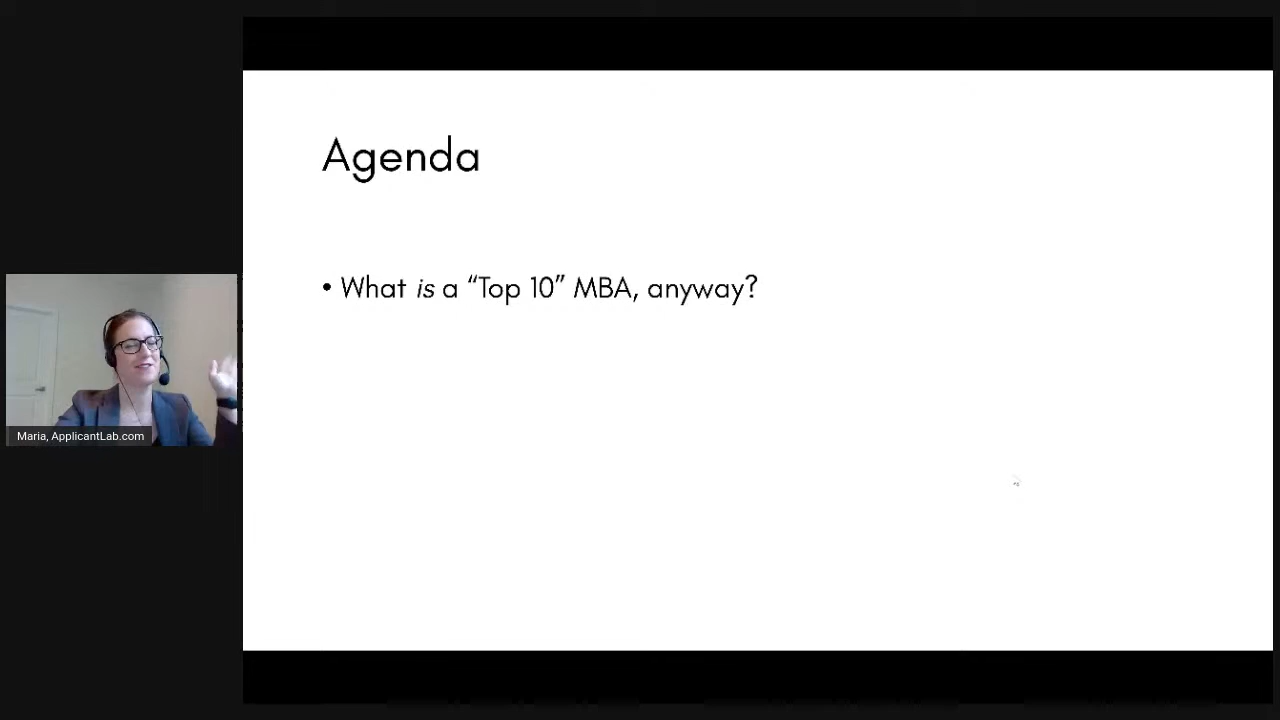 Agenda
• What is a “Top 10” MBA, anyway?
Maria, ApplicantLab.com